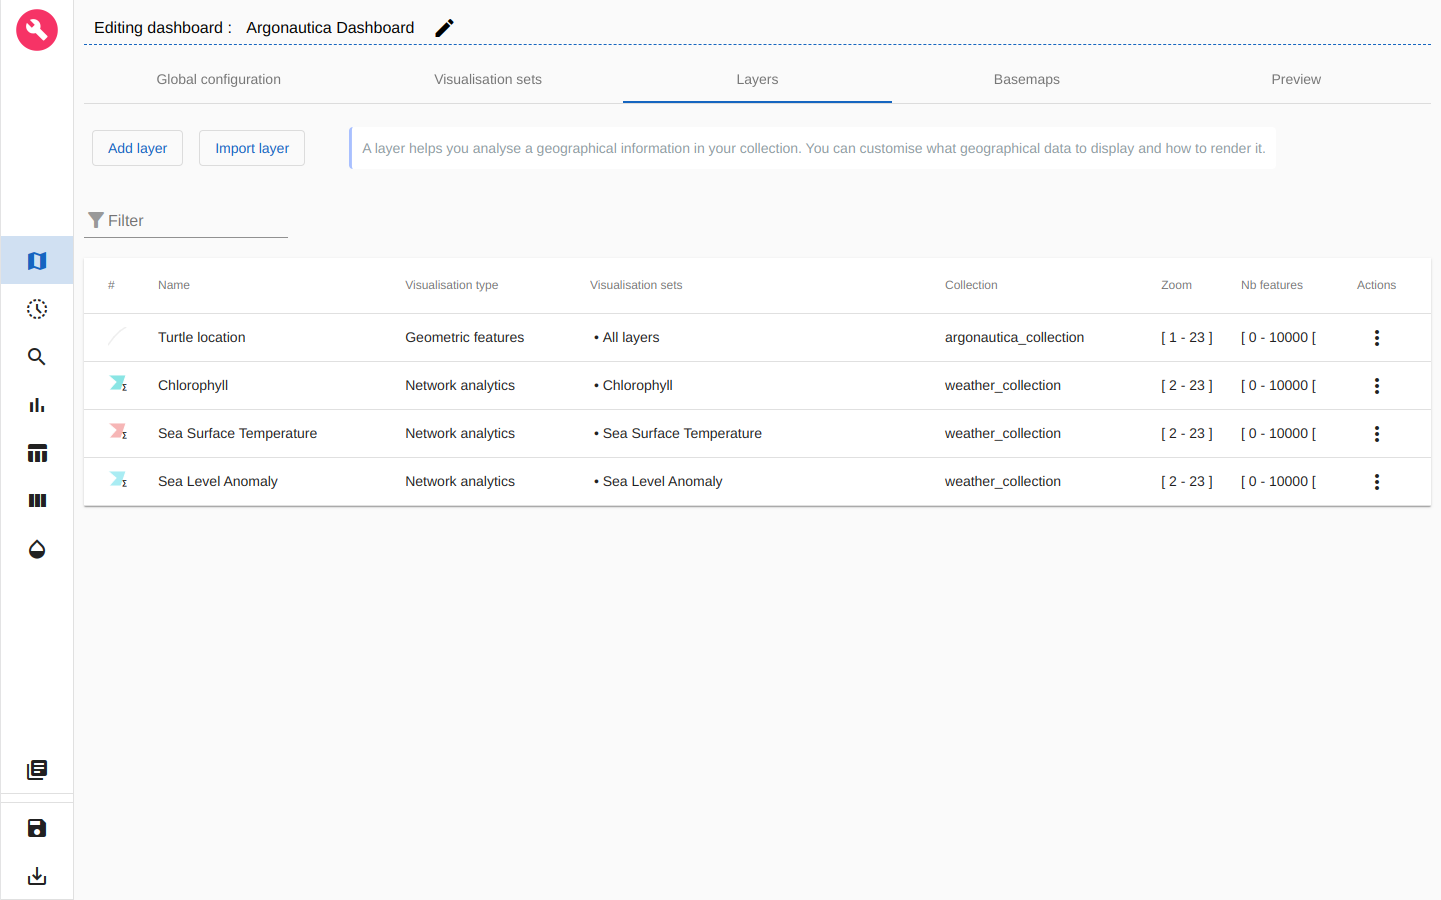 Editing dashboard : Argonautica Dashboard
Global configuration Visualisation sets Layers Basemaps Preview
Add layer Import layer A layer helps you analyse a geographical information in your collection. You can customise what geographical data to display and how to render it.
Filter
# Name Visualisation type Visualisation sets Collection Zoom Nb features Actions
Turtle location Geometric features • All layers argonautica_collection [ 1 - 23 ] [ 0 - 10000 [
Σ Chlorophyll Network analytics • Chlorophyll weather_collection [ 2 - 23 ] [ 0 - 10000 [
Σ Sea Surface Temperature Network analytics • Sea Surface Temperature weather_collection [ 2 - 23 ] [ 0 - 10000 [
Σ Sea Level Anomaly Network analytics • Sea Level Anomaly weather_collection [ 2 - 23 ] [ 0 - 10000 [